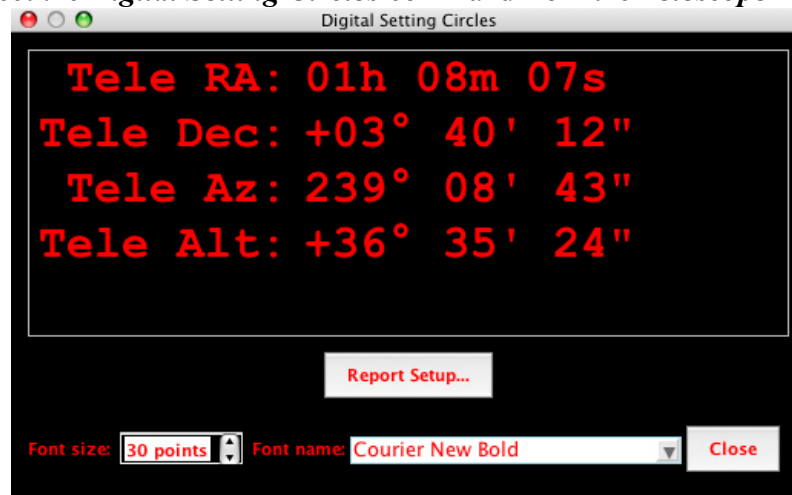 Digital Setting Circles
Tele RA: 01h 08m 07s
Tele Dec: +03° 40' 12"
Tele Az: 239° 08' 43"
Tele Alt: +36° 35' 24"
Report Setup...
Font size: 30 points Font name: Courier New Bold Close